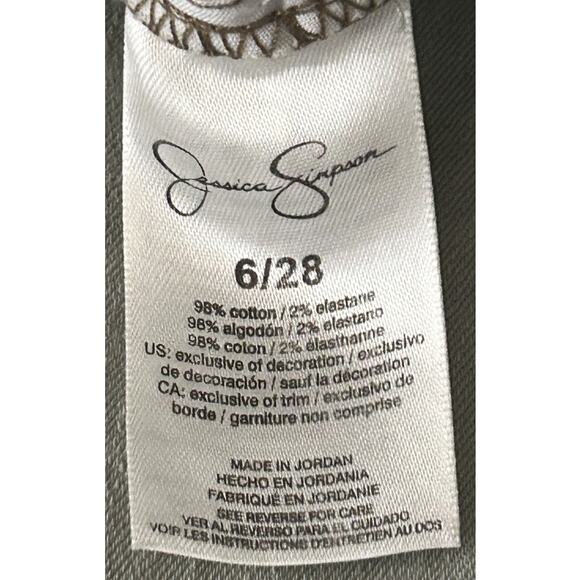 Jessica Simpson
6/28
98% cotton / 2% elastane
98% algodón / 2% elastano
98% coton / 2% élasthanne
US: exclusive of decoration / exclusivo
de decoración / sauf la décoration
CA: exclusive of trim / exclusivo de
borde / garniture non comprise
MADE IN JORDAN
HECHO EN JORDANIA
FABRIQUÉ EN JORDANIE
SEE REVERSE FOR CARE
VER AL REVERSO PARA EL CUIDADO
VOIR LES INSTRUCTIONS D'ENTRETIEN AU DOS